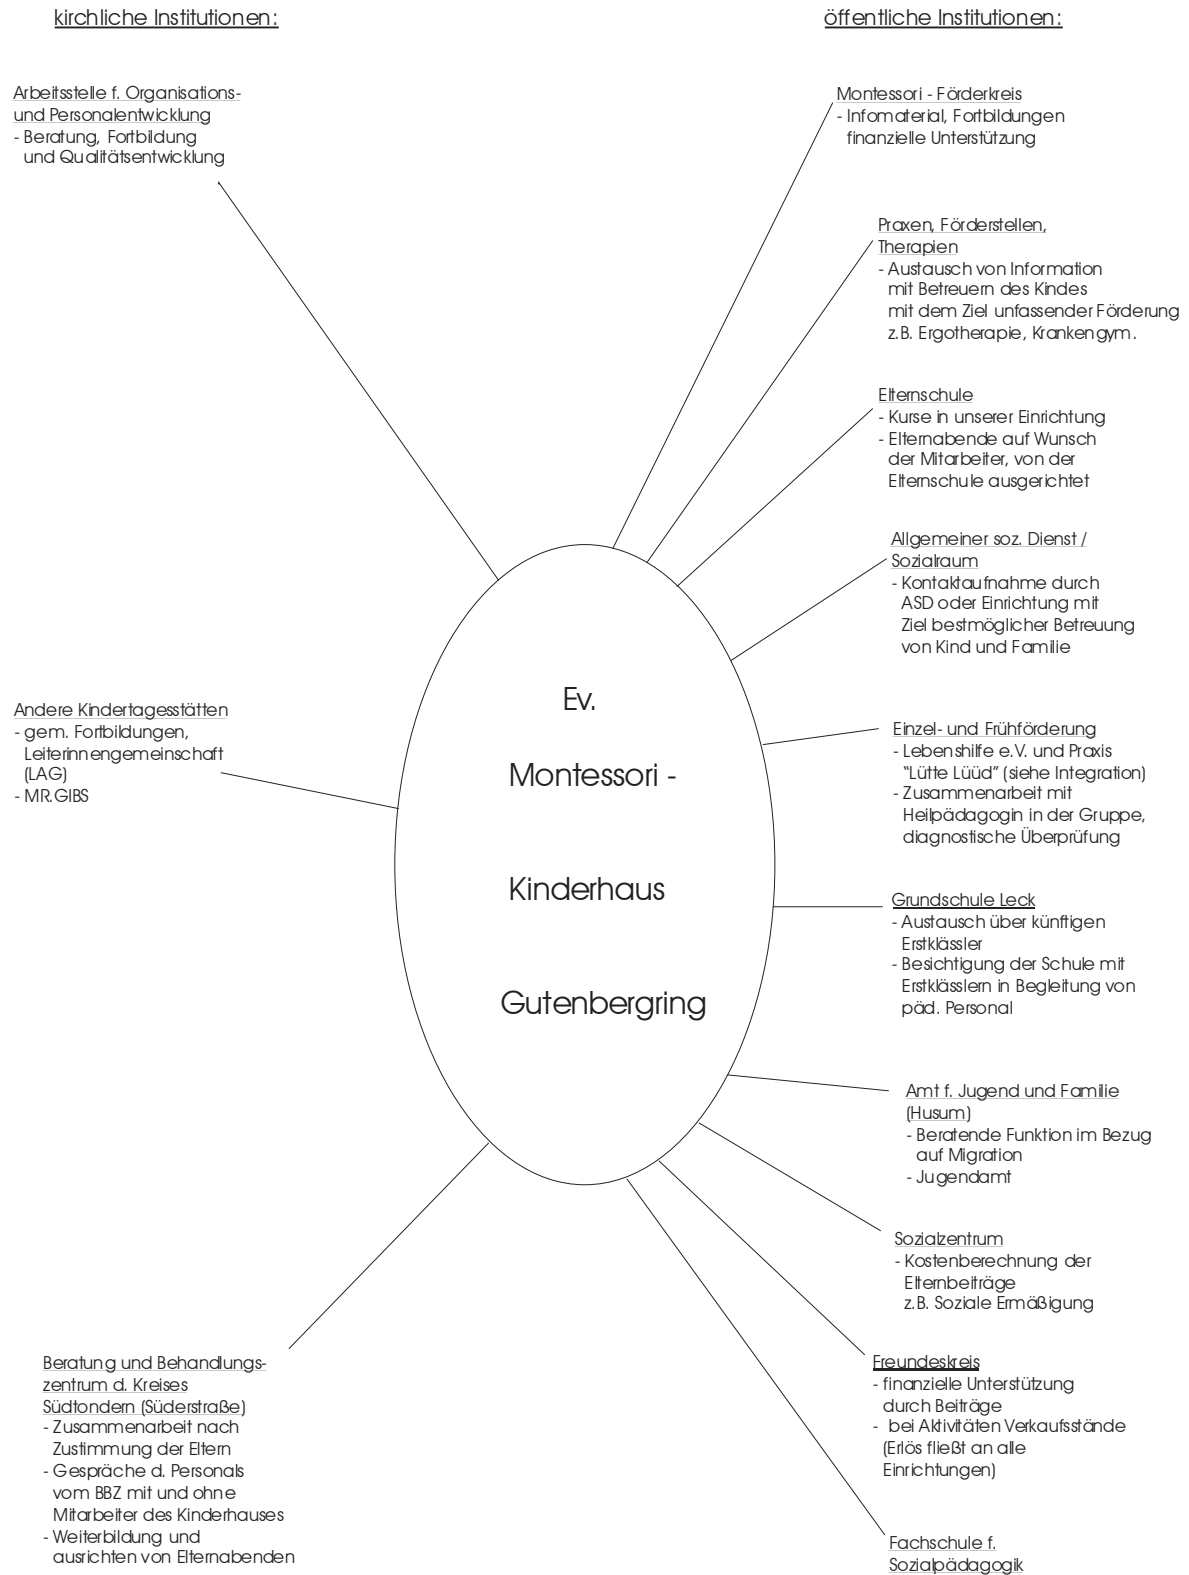 kirchliche Institutionen:
Arbeitsstelle f. Organisations-
und Personalentwicklung
- Beratung, Fortbildung
und Qualitätsentwicklung
Andere Kindertagesstätten
- gem. Fortbildungen,
Leiterinnengemeinschaft
(LAG)
- MR.GIBS
Beratung und Behandlungs-
zentrum d. Kreises
Südtondern (Süderstraße)
- Zusammenarbeit nach
Zustimmung der Eltern
- Gespräche d. Personals
vom BBZ mit und ohne
Mitarbeiter des Kinderhauses
- Weiterbildung und
ausrichten von Elternabenden
Ev.
Montessori -
Kinderhaus
Gutenbergring
öffentliche Institutionen:
Montessori - Förderkreis
- Infomaterial, Fortbildungen
finanzielle Unterstützung
Praxen, Förderstellen,
Therapien
- Austausch von Information
mit Betreuern des Kindes
mit dem Ziel unfassender Förderung
z.B. Ergotherapie, Krankengym.
Elternschule
- Kurse in unserer Einrichtung
- Elternabende auf Wunsch
der Mitarbeiter, von der
Elternschule ausgerichtet
Allgemeiner soz. Dienst /
Sozialraum
- Kontaktaufnahme durch
ASD oder Einrichtung mit
Ziel bestmöglicher Betreuung
von Kind und Familie
Einzel- und Frühförderung
- Lebenshilfe e.V. und Praxis
"Lütte Lüüd" (siehe Integration)
- Zusammenarbeit mit
Heilpädagogin in der Gruppe,
diagnostische Überprüfung
Grundschule Leck
- Austausch über künftigen
Erstklässler
- Besichtigung der Schule mit
Erstklässlern in Begleitung von
päd. Personal
Amt f. Jugend und Familie
(Husum)
- Beratende Funktion im Bezug
auf Migration
- Jugendamt
Sozialzentrum
- Kostenberechnung der
Elternbeiträge
z.B. Soziale Ermäßigung
Freundeskreis
- finanzielle Unterstützung
durch Beiträge
- bei Aktivitäten Verkaufsstände
(Erlös fließt an alle
Einrichtungen)
Fachschule f.
Sozialpädagogik